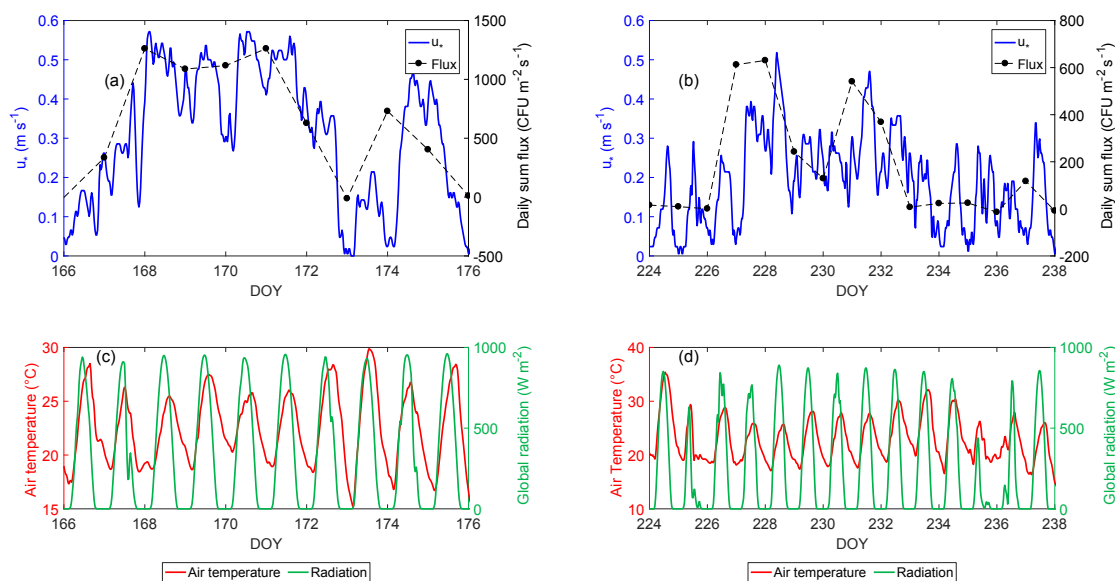 (a)
u* (m s-1)
0.6
0.5
0.4
0.3
0.2
0.1
0
1500
1000
500
0
-500
Daily sum flux (CFU m-2 s-1)
u*
Flux
166 168 170 172 174 176
DOY
(b)
u* (m s-1)
0.6
0.5
0.4
0.3
0.2
0.1
0
800
600
400
200
0
-200
Daily sum flux (CFU m-2 s-1)
u*
Flux
224 226 228 230 232 234 236 238
DOY
(c)
Air temperature (°C)
30
25
20
15
1000
500
0
Global radiation (W m-2)
166 168 170 172 174 176
DOY
Air temperature Radiation
(d)
Air Temperature (°C)
40
30
20
10
1000
500
0
Global radiation (W m-2)
224 226 228 230 232 234 236 238
DOY
Air temperature Radiation